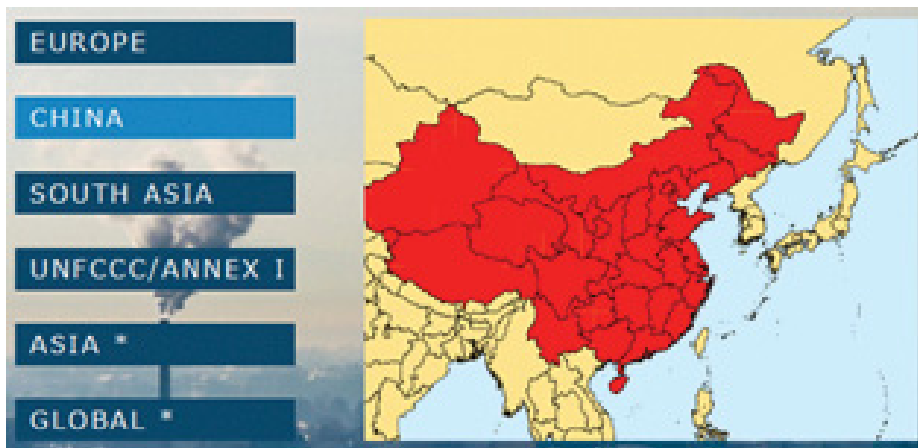 EUROPE
CHINA
SOUTH ASIA
UNFCCC/ANNEX I
ASIA *
GLOBAL *